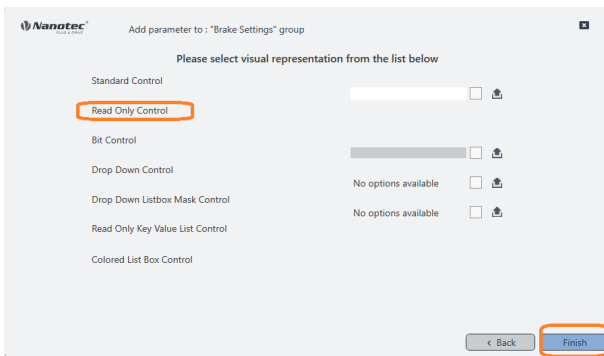 Nanotec®
PLUG & DRIVE
Add parameter to : "Brake Settings" group
Please select visual representation from the list below
Standard Control
Read Only Control
Bit Control
Drop Down Control
No options available
Drop Down Listbox Mask Control
No options available
Read Only Key Value List Control
Colored List Box Control
< Back
Finish